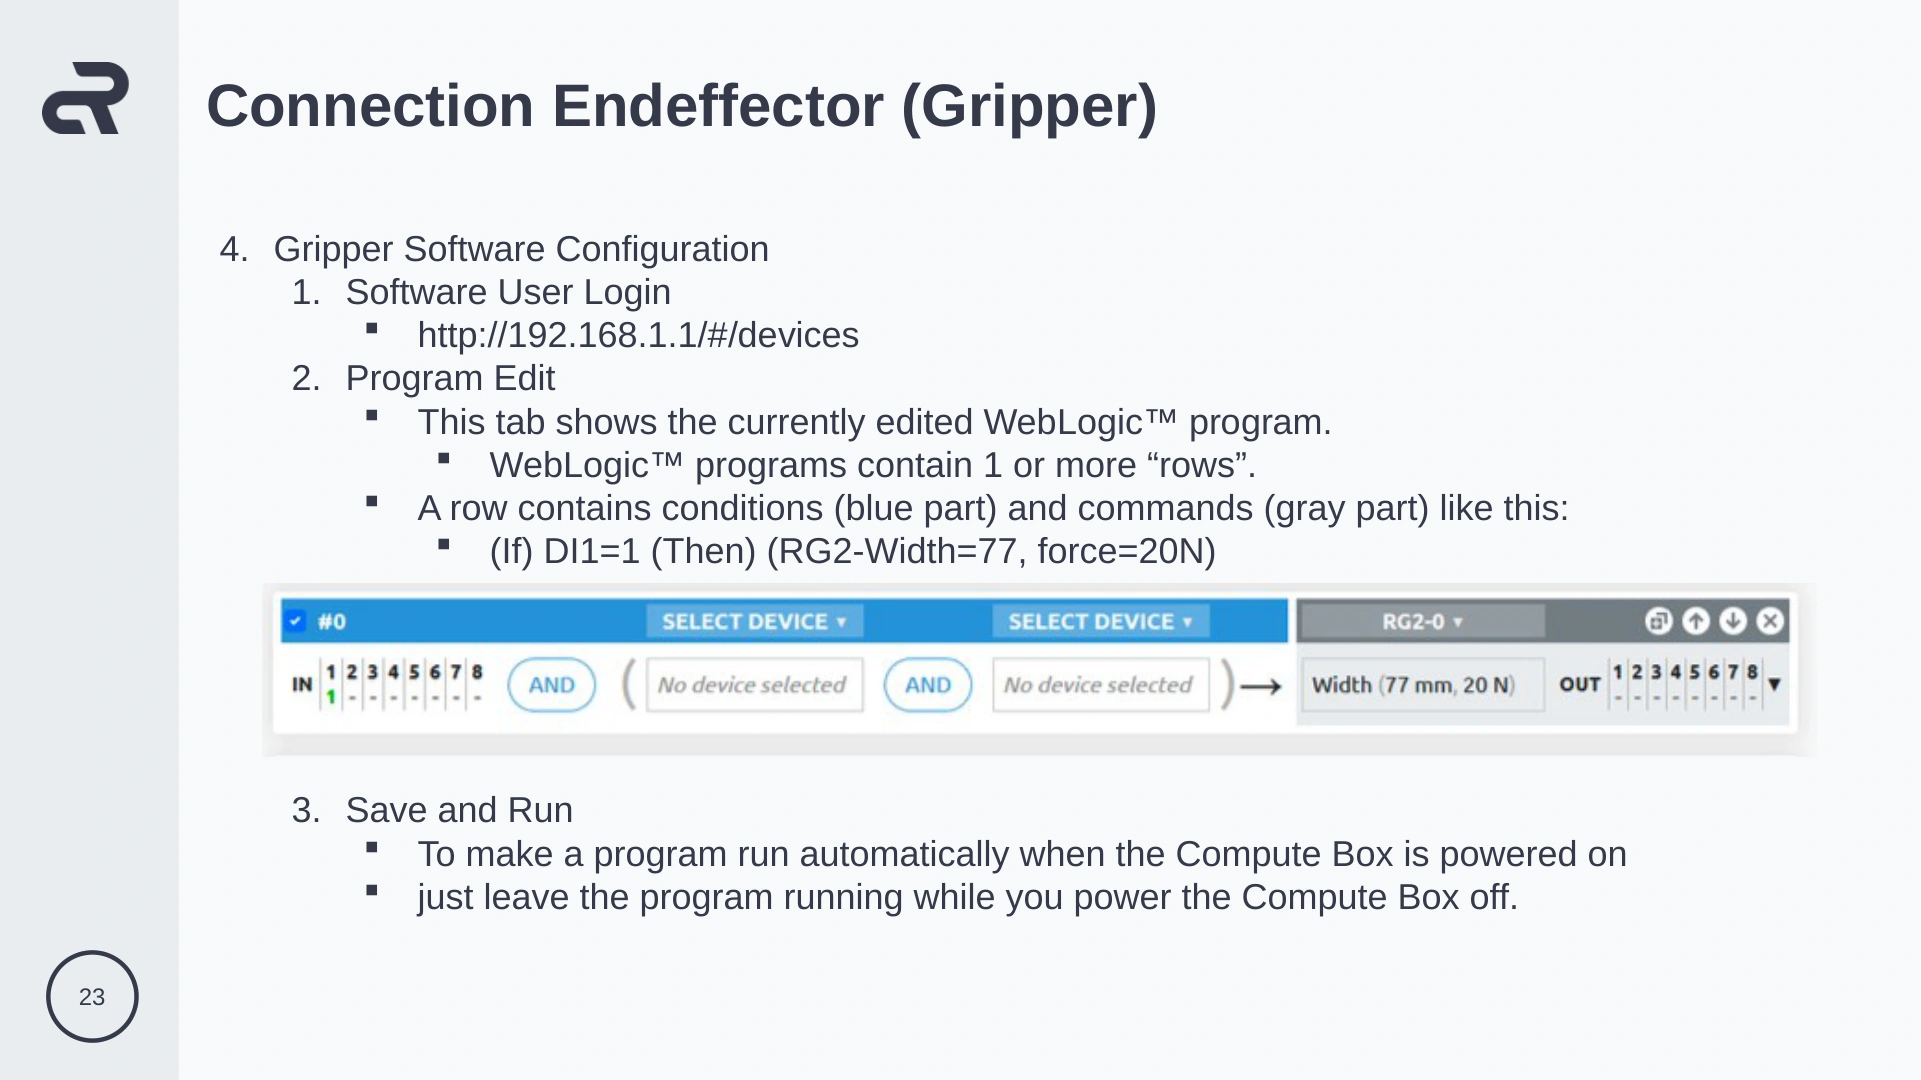 Connection Endeffector (Gripper)
4. Gripper Software Configuration
1. Software User Login
▪ http://192.168.1.1/#/devices
2. Program Edit
▪ This tab shows the currently edited WebLogic™ program.
▪ WebLogic™ programs contain 1 or more “rows”.
▪ A row contains conditions (blue part) and commands (gray part) like this:
▪ (If) DI1=1 (Then) (RG2-Width=77, force=20N)
#0 SELECT DEVICE ▾ SELECT DEVICE ▾ RG2-0 ▾
IN 1 2 3 4 5 6 7 8 AND ( No device selected AND No device selected ) → Width (77 mm, 20 N) OUT 1 2 3 4 5 6 7 8 ▼
1 - - - - - - - - - - - - - - -
3. Save and Run
▪ To make a program run automatically when the Compute Box is powered on
▪ just leave the program running while you power the Compute Box off.
23